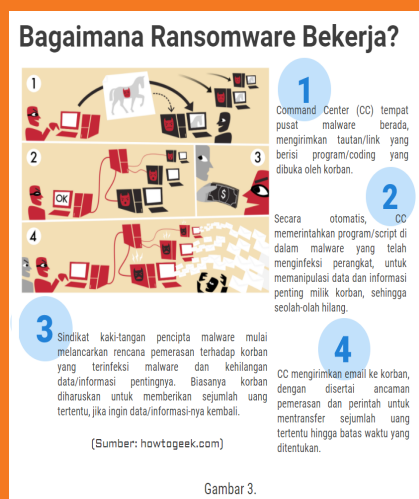 Bagaimana Ransomware Bekerja?
1
2
OK
3
$
4
1
Command Center (CC) tempat
pusat malware berada,
mengirimkan tautan/link yang
berisi program/coding yang
dibuka oleh korban.
2
Secara otomatis, CC
memerintahkan program/script di
dalam malware yang telah
menginfeksi perangkat, untuk
memanipulasi data dan informasi
penting milik korban, sehingga
seolah-olah hilang.
3
Sindikat kaki-tangan pencipta malware mulai
melancarkan rencana pemerasan terhadap korban
yang terinfeksi malware dan kehilangan
data/informasi pentingnya. Biasanya korban
diharuskan untuk memberikan sejumlah uang
tertentu, jika ingin data/informasi-nya kembali.
4
CC mengirimkan email ke korban,
dengan disertai ancaman
pemerasan dan perintah untuk
mentransfer sejumlah uang
tertentu hingga batas waktu yang
ditentukan.
(Sumber: howtogeek.com)
Gambar 3.